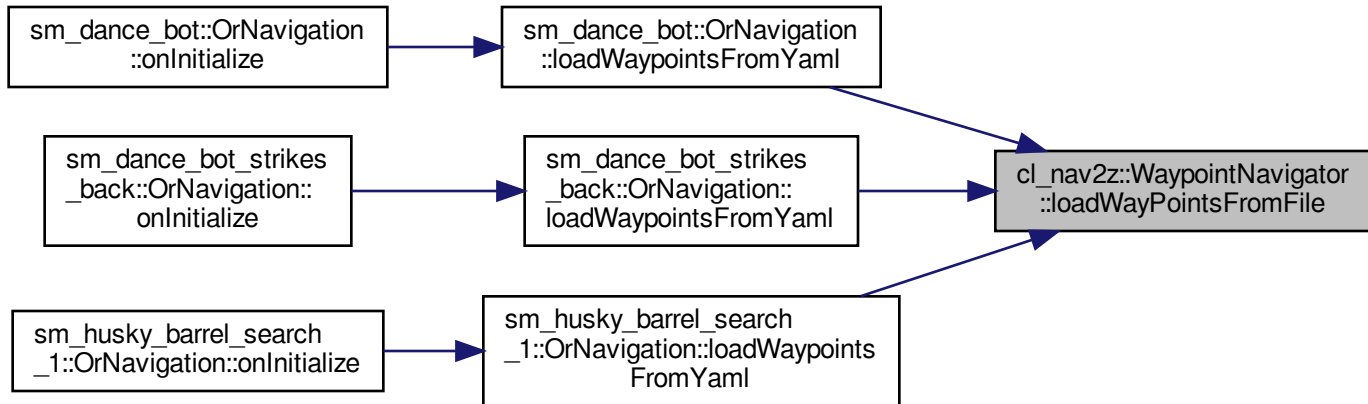 sm_dance_bot::OrNavigation
::onInitialize
sm_dance_bot::OrNavigation
::loadWaypointsFromYaml
sm_dance_bot_strikes
_back::OrNavigation::
onInitialize
sm_dance_bot_strikes
_back::OrNavigation::
loadWaypointsFromYaml
cl_nav2z::WaypointNavigator
::loadWayPointsFromFile
sm_husky_barrel_search
_1::OrNavigation::onInitialize
sm_husky_barrel_search
_1::OrNavigation::loadWaypoints
FromYaml